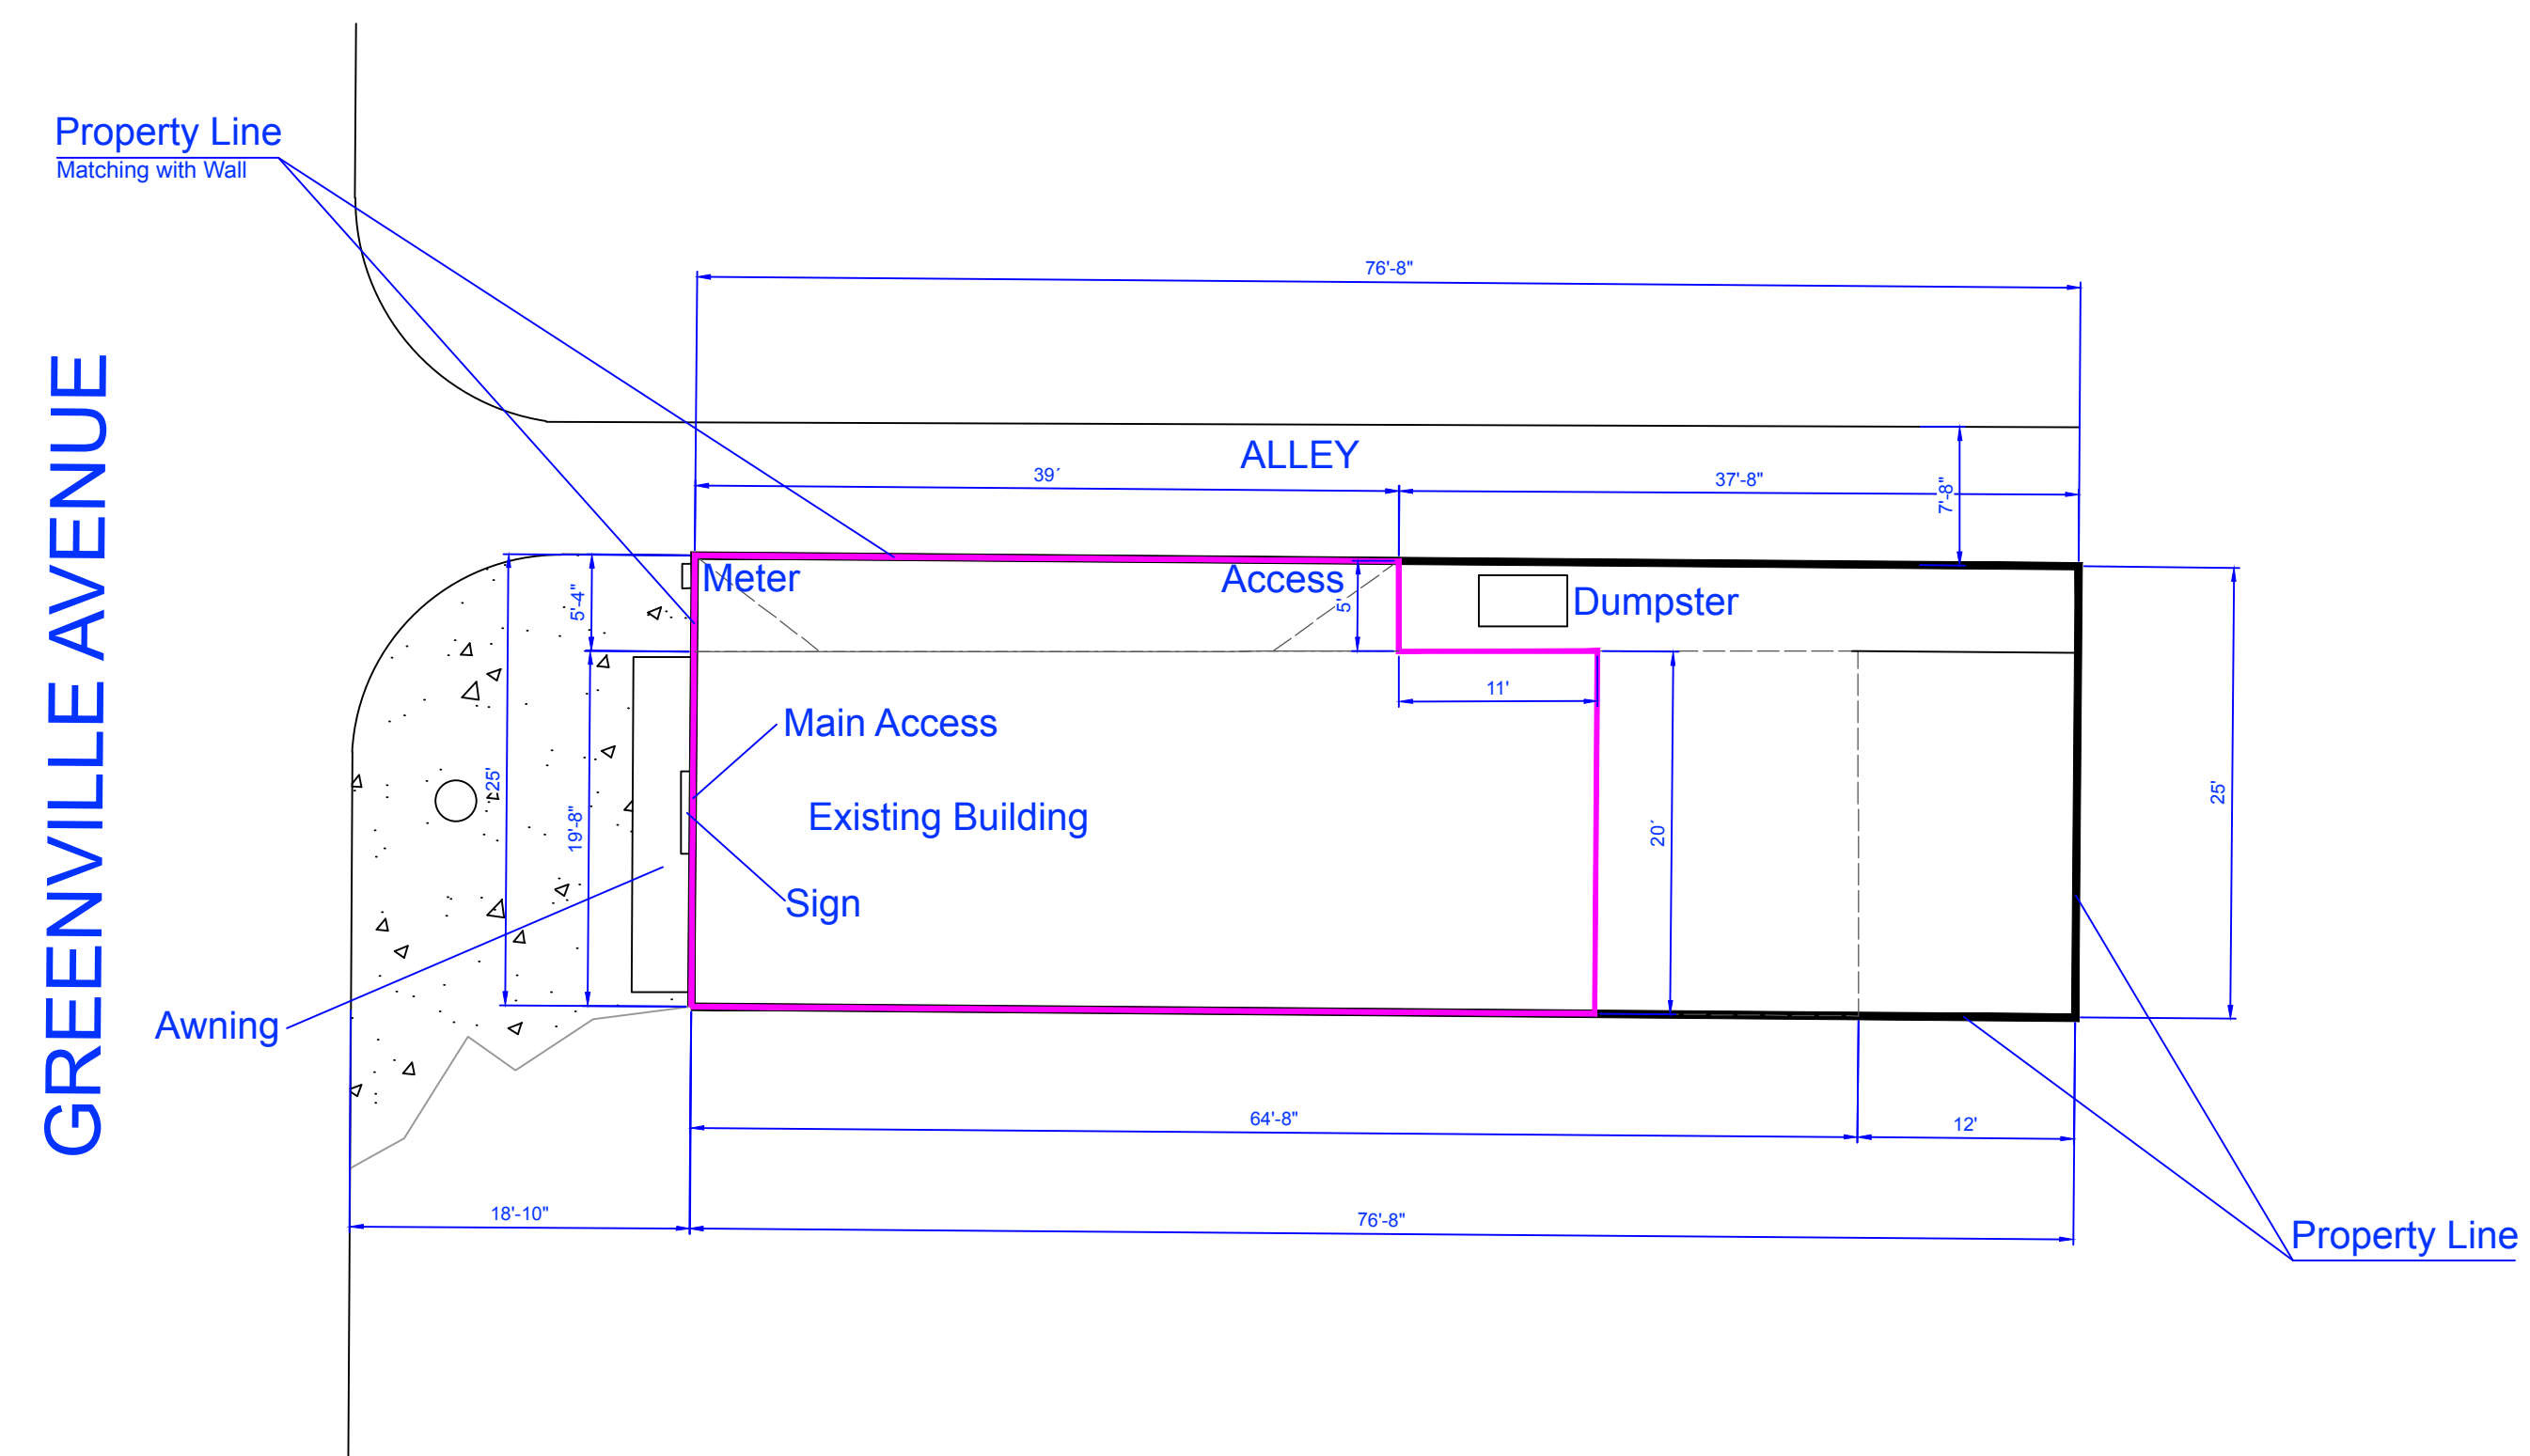 Property Line
Matching with Wall
76'-8"
GREENVILLE AVENUE
ALLEY
39´
37'-8"
7'-8"
Meter
Access
5'
5'-4"
Dumpster
11'
Main Access
25'
19'-8"
Existing Building
20´
25'
Sign
Awning
64'-8"
12'
18'-10"
76'-8"
Property Line